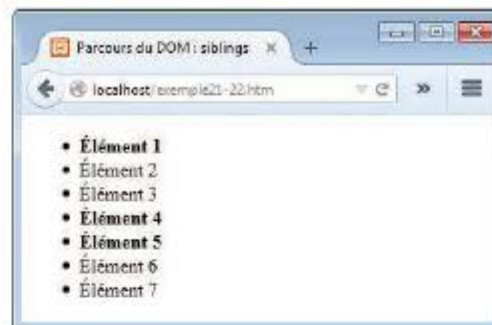 Parcours du DOM : siblings × +
localhost/exemple21-22.htm
• Élément 1
• Élément 2
• Élément 3
• Élément 4
• Élément 5
• Élément 6
• Élément 7